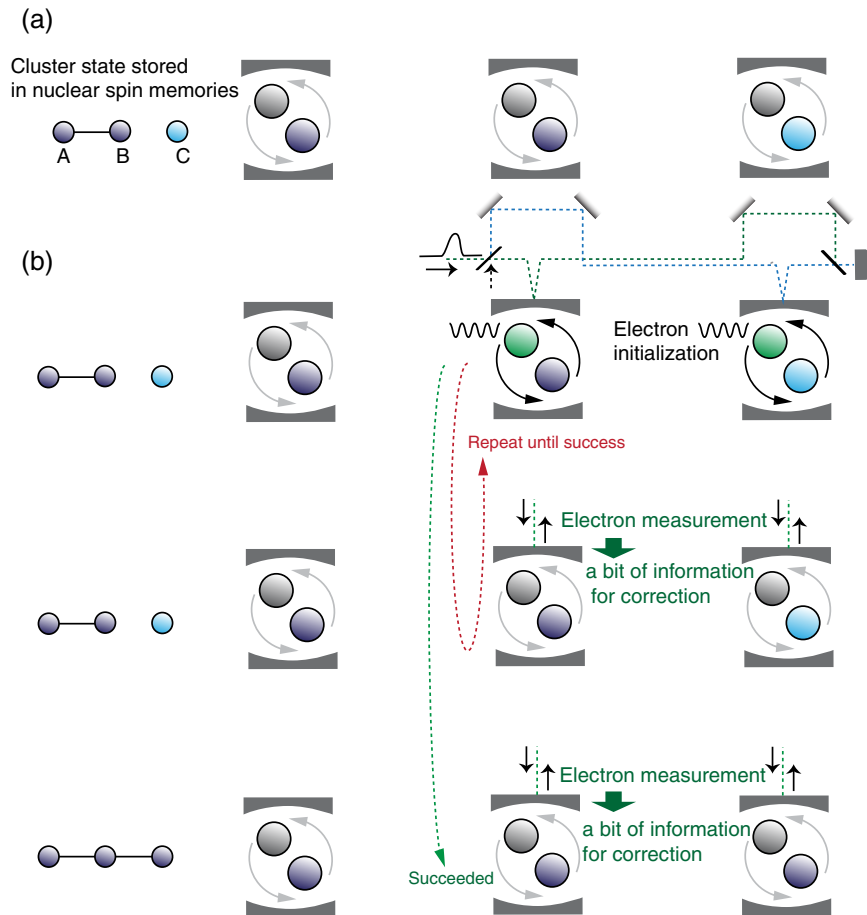 (a)
Cluster state stored
in nuclear spin memories
A B C
(b)
Electron
initialization
Repeat until success
Electron measurement
a bit of information
for correction
Electron measurement
a bit of information
for correction
Succeeded